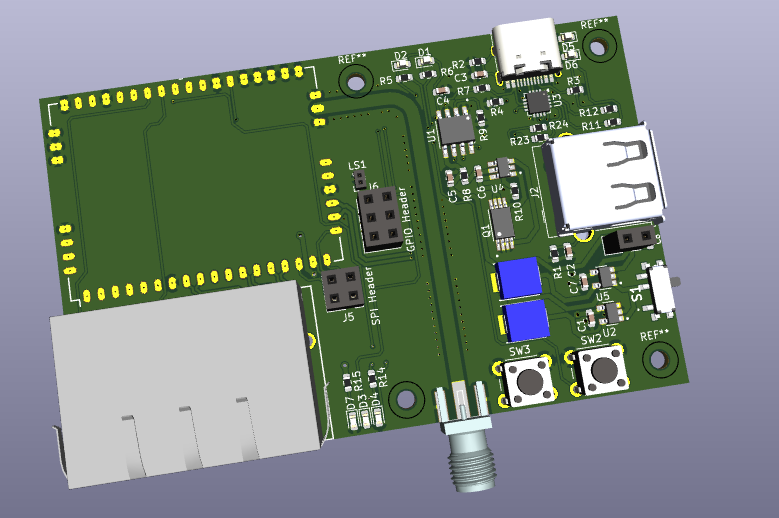 REF**
D2
D1
R5
R6
R2
C3
R7
C4
R4
D5
D6
REF**
U3
R3
R12
R11
U1
R9
R24
R23
LS1
J6
GPIO Header
C5
R8
C6
U4
R10
J2
Q1
R1
C2
C7
U5
S1
J5
SPI Header
C1
U2
SW3
SW2
REF**
R15
R14
D7
D3
D4